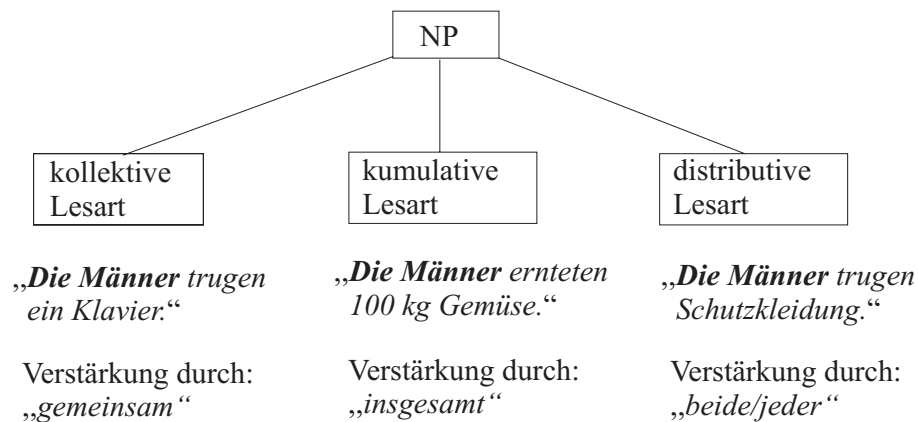 NP
kollektive
Lesart
kumulative
Lesart
distributive
Lesart
„Die Männer trugen
ein Klavier.“
„Die Männer ernteten
100 kg Gemüse.“
„Die Männer trugen
Schutzkleidung.“
Verstärkung durch:
„gemeinsam“
Verstärkung durch:
„insgesamt“
Verstärkung durch:
„beide/jeder“